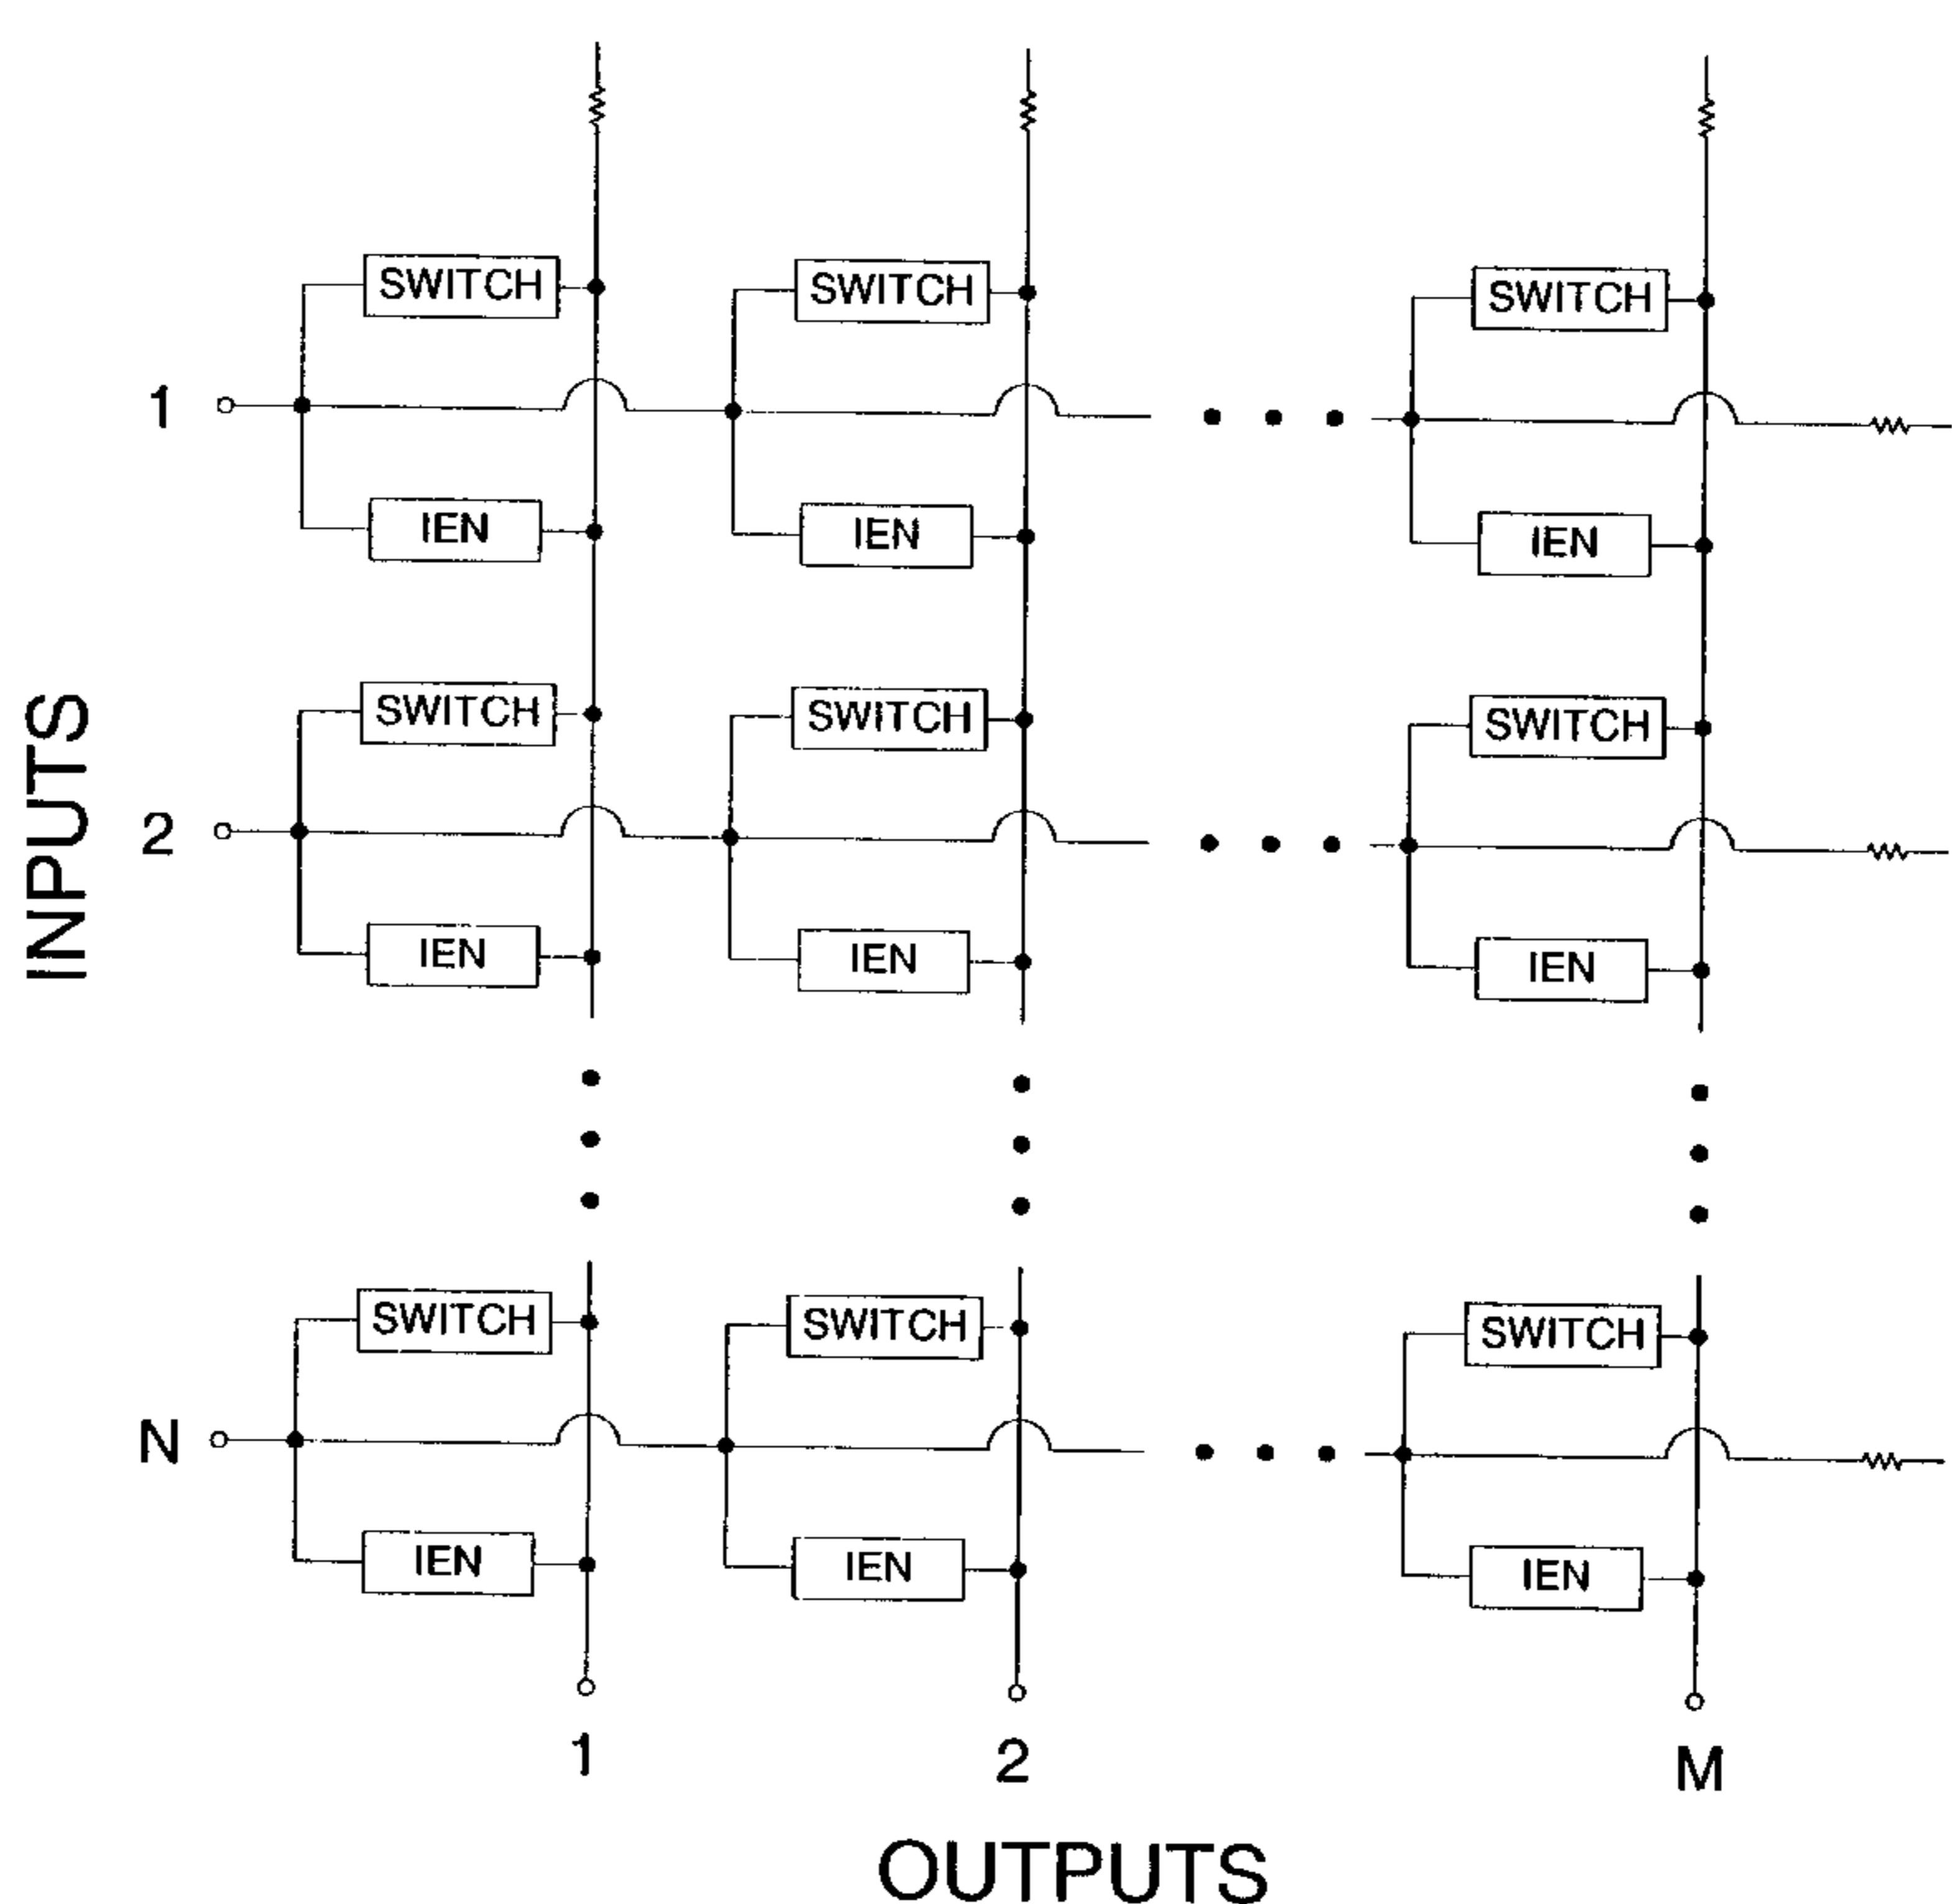 SWITCH SWITCH SWITCH
1
IEN IEN IEN
SWITCH SWITCH SWITCH
INPUTS
2
IEN IEN IEN
SWITCH SWITCH SWITCH
N
IEN IEN IEN
1 2 M
OUTPUTS